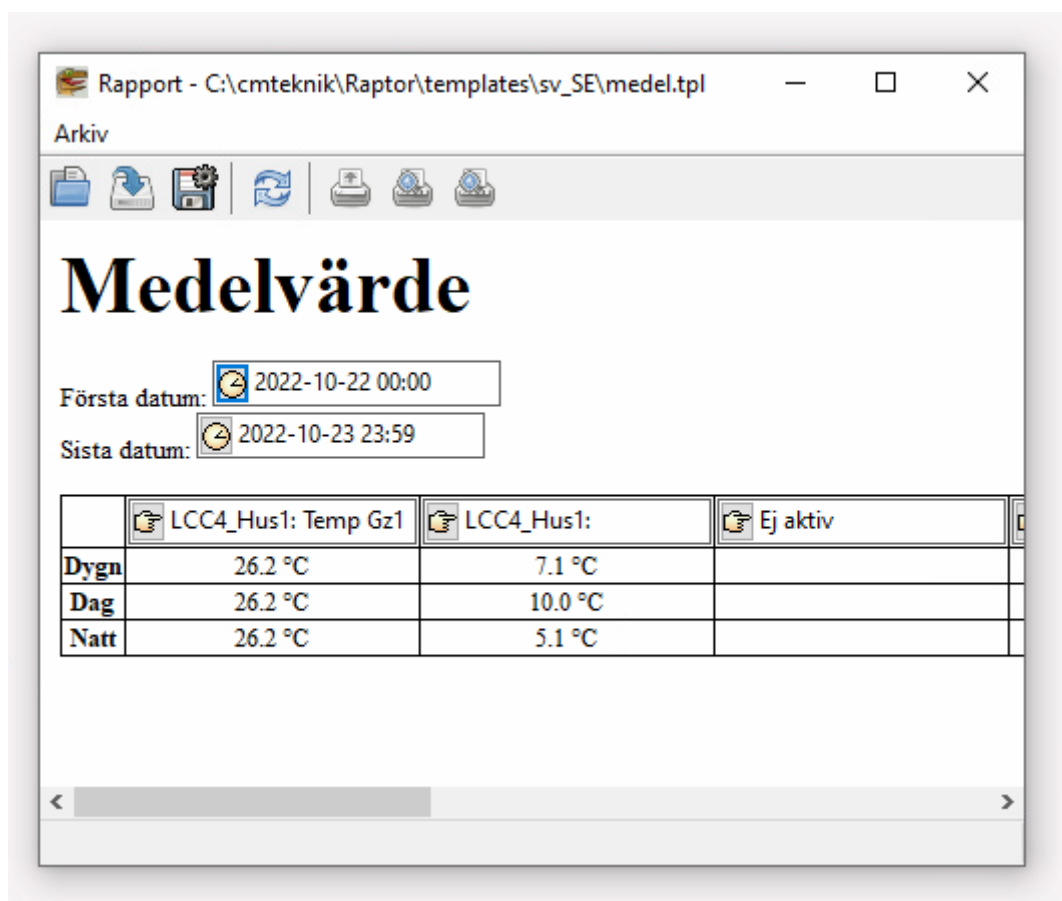 Rapport - C:\cmteknik\Raptor\templates\sv_SE\medel.tpl
Arkiv
Medelvärde
Första datum: 2022-10-22 00:00
Sista datum: 2022-10-23 23:59
LCC4_Hus1: Temp Gz1 LCC4_Hus1: Ej aktiv
Dygn 26.2 °C 7.1 °C
Dag 26.2 °C 10.0 °C
Natt 26.2 °C 5.1 °C